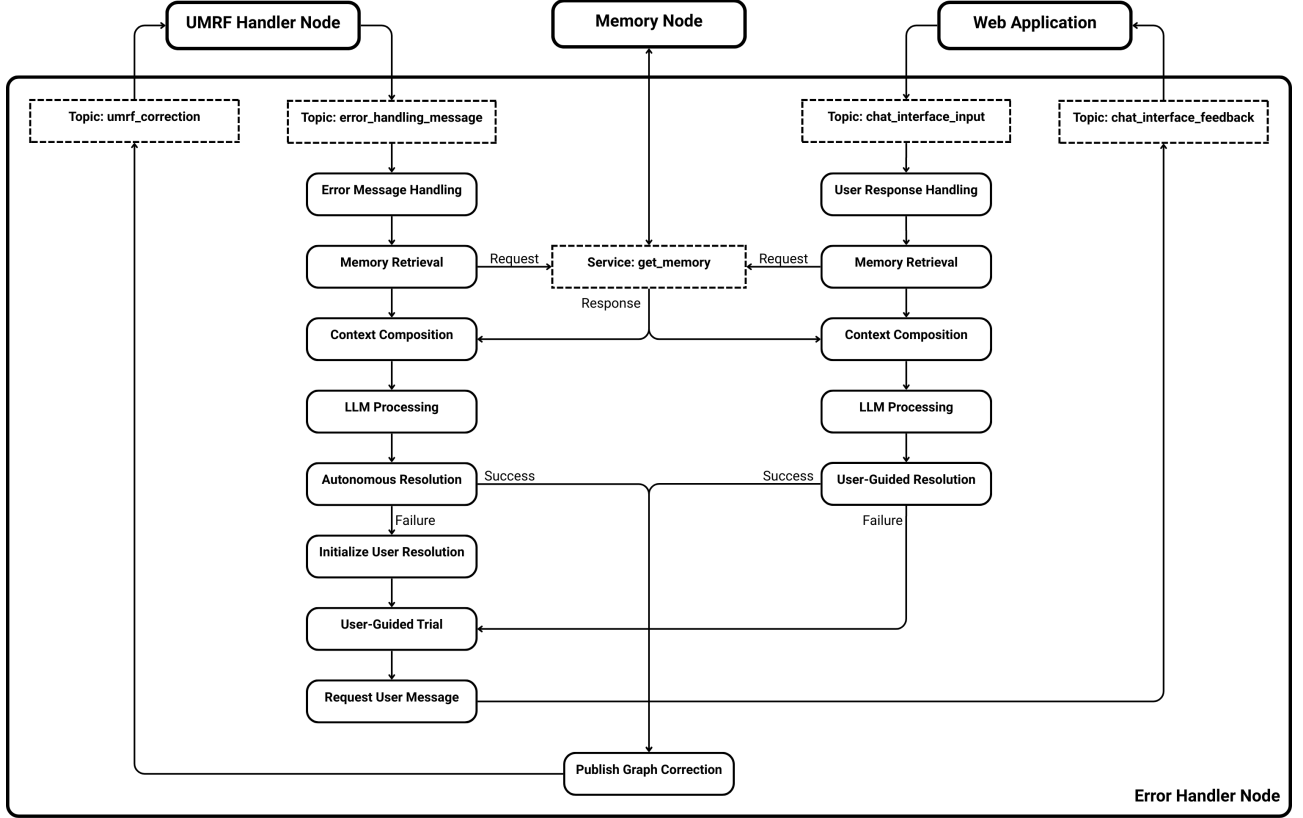 UMRF Handler Node
Memory Node
Web Application
Topic: umrf_correction
Topic: error_handling_message
Topic: chat_interface_input
Topic: chat_interface_feedback
Error Message Handling
User Response Handling
Memory Retrieval
Request
Service: get_memory
Request
Memory Retrieval
Response
Context Composition
Context Composition
LLM Processing
LLM Processing
Autonomous Resolution
Success
Success
User-Guided Resolution
Failure
Failure
Initialize User Resolution
User-Guided Trial
Request User Message
Publish Graph Correction
Error Handler Node